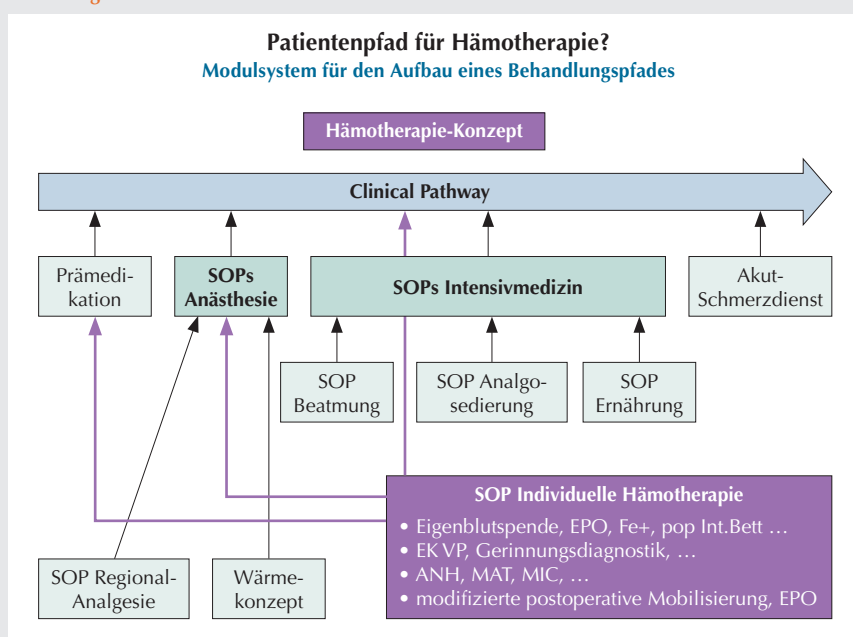 Patientenpfad für Hämotherapie?
Modulsystem für den Aufbau eines Behandlungspfades
Hämotherapie-Konzept
Clinical Pathway
Prämedi-
kation
SOPs
Anästhesie
SOPs Intensivmedizin
Akut-
Schmerzdienst
SOP
Beatmung
SOP Analgo-
sedierung
SOP
Ernährung
SOP Individuelle Hämotherapie
• Eigenblutspende, EPO, Fe+, pop Int.Bett …
• EK VP, Gerinnungsdiagnostik, …
• ANH, MAT, MIC, …
• modifizierte postoperative Mobilisierung, EPO
SOP Regional-
Analgesie
Wärme-
konzept